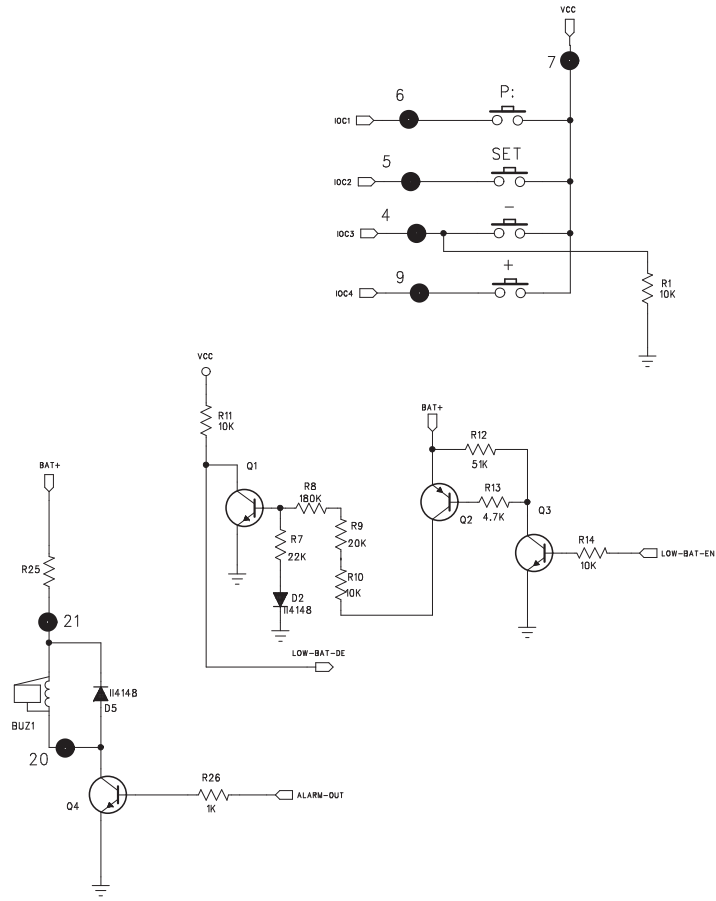 VCC
7
P:
6
IOC1
SET
5
IOC2
-
4
IOC3
+
9
IOC4
R1
10K
VCC
R11
10K
BAT+
R12
51K
BAT+
Q1
R8
180K
R13
4.7K
Q2
Q3
R9
20K
R7
22K
R14
10K
LOW-BAT-EN
R25
R10
10K
D2
II4148
21
LOW-BAT-DE
II4148
D5
BUZ1
20
R26
1K
ALARM-OUT
Q4